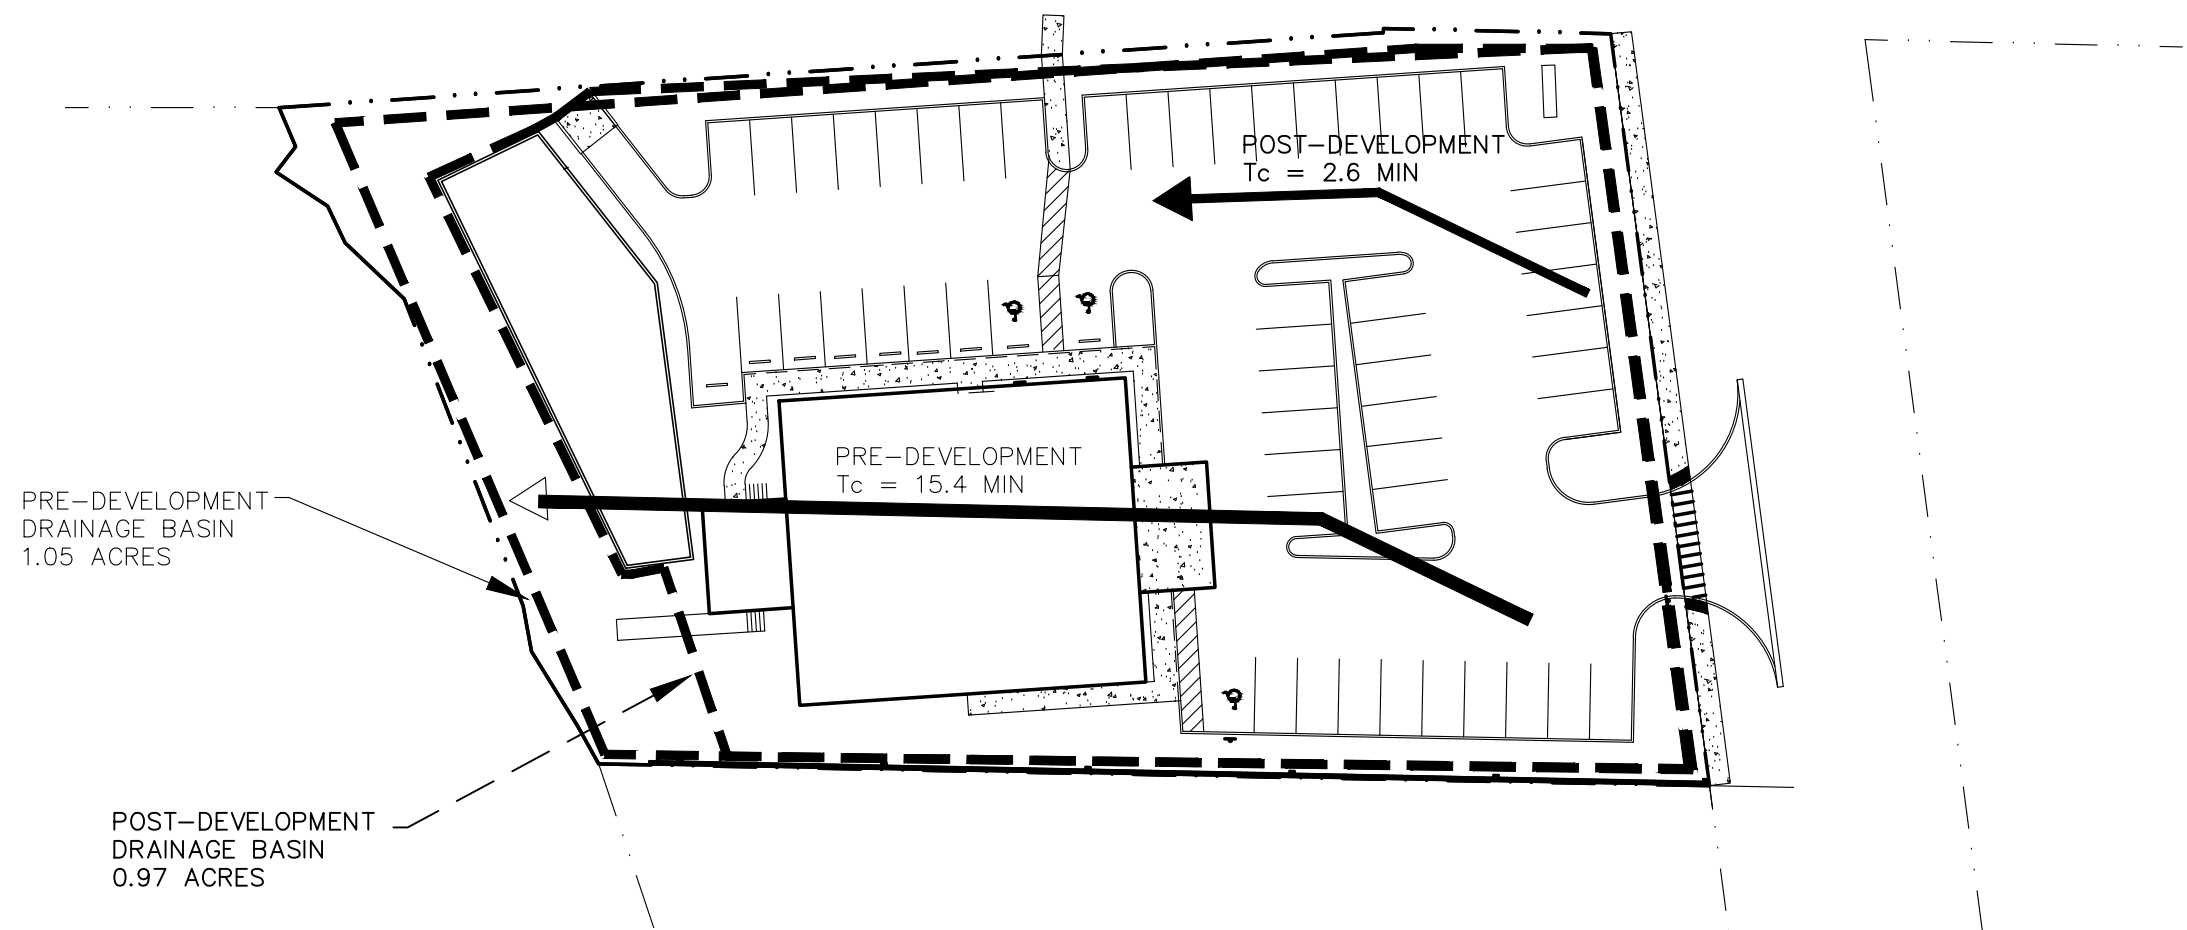 POST-DEVELOPMENT
Tc = 2.6 MIN
PRE-DEVELOPMENT
Tc = 15.4 MIN
PRE-DEVELOPMENT
DRAINAGE BASIN
1.05 ACRES
POST-DEVELOPMENT
DRAINAGE BASIN
0.97 ACRES